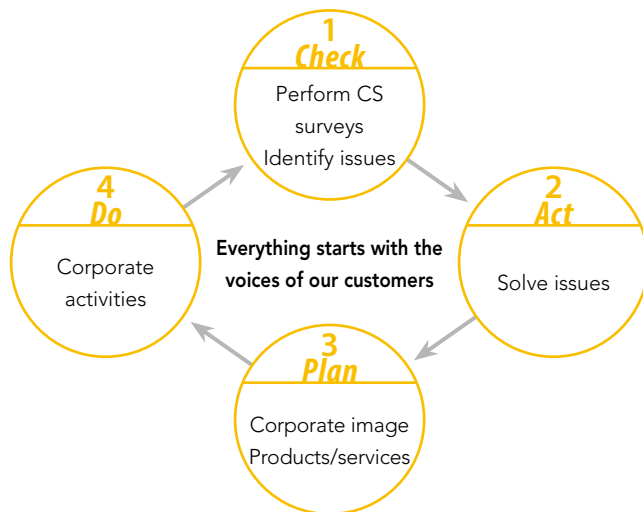 1
Check
Perform CS
surveys
Identify issues
2
Act
Solve issues
3
Plan
Corporate image
Products/services
4
Do
Corporate
activities
Everything starts with the
voices of our customers